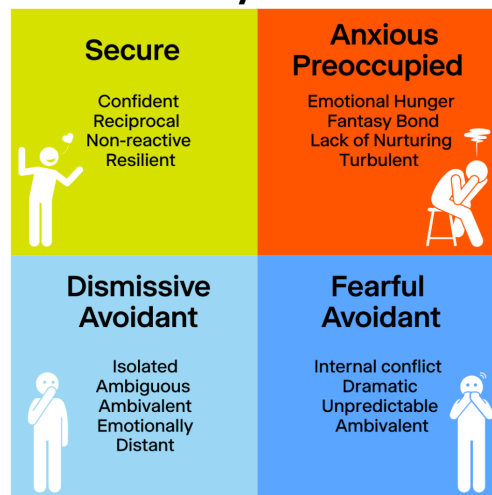 Secure
Confident
Reciprocal
Non-reactive
Resilient
Anxious
Preoccupied
Emotional Hunger
Fantasy Bond
Lack of Nurturing
Turbulent
Dismissive
Avoidant
Isolated
Ambiguous
Ambivalent
Emotionally
Distant
Fearful
Avoidant
Internal conflict
Dramatic
Unpredictable
Ambivalent